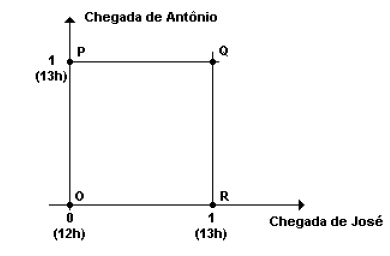 Chegada de Antônio
P
Q
1
(13h)
O
R
0
(12h)
1
(13h)
Chegada de José